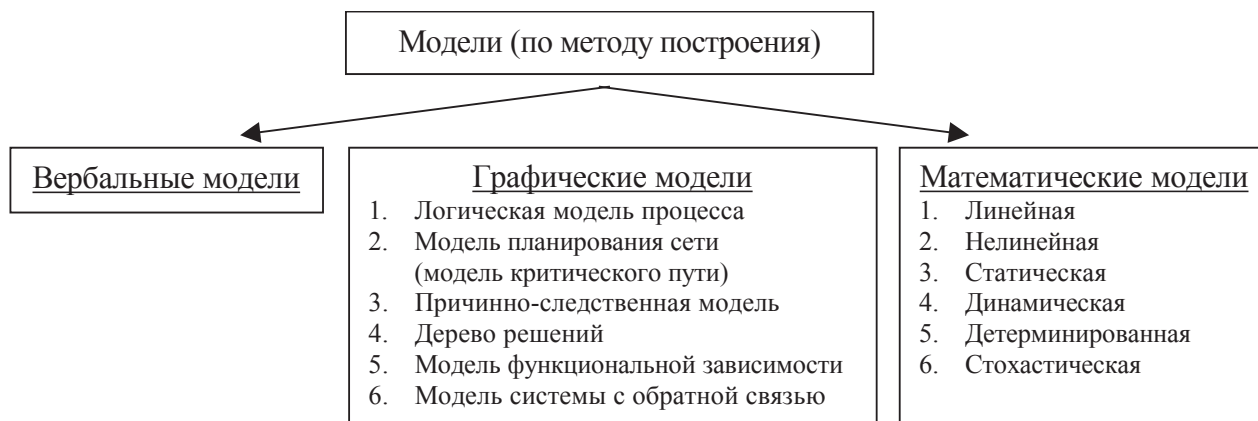 Модели (по методу построения)
Вербальные модели
Графические модели
1. Логическая модель процесса
2. Модель планирования сети
(модель критического пути)
3. Причинно-следственная модель
4. Дерево решений
5. Модель функциональной зависимости
6. Модель системы с обратной связью
Математические модели
1. Линейная
2. Нелинейная
3. Статическая
4. Динамическая
5. Детерминированная
6. Стохастическая